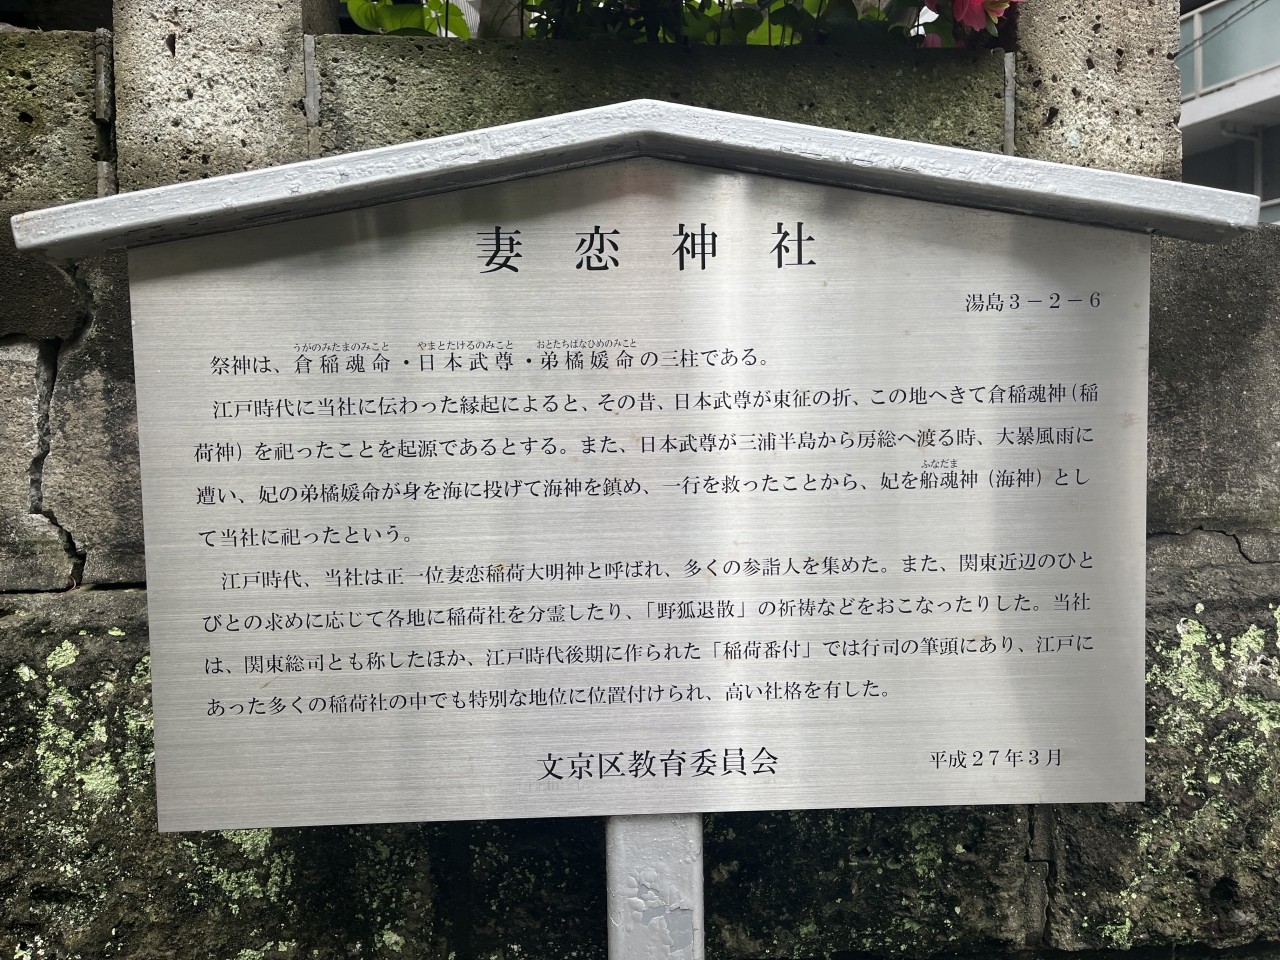 妻恋神社
湯島３－２－６
うがのみたまのみこと やまとたけるのみこと おとたちばなひめのみこと
祭神は、倉稲魂命・日本武尊・弟橘媛命の三柱である。
江戸時代に当社に伝わった縁起によると、その昔、日本武尊が東征の折、この地へきて倉稲魂神（稲
荷神）を祀ったことを起源であるとする。また、日本武尊が三浦半島から房総へ渡る時、大暴風雨に
ふなだま
遭い、妃の弟橘媛命が身を海に投げて海神を鎮め、一行を救ったことから、妃を船魂神（海神）とし
て当社に祀ったという。
江戸時代、当社は正一位妻恋稲荷大明神と呼ばれ、多くの参詣人を集めた。また、関東近辺のひと
びとの求めに応じて各地に稲荷社を分霊したり、「野狐退散」の祈祷などをおこなったりした。当社
は、関東総司とも称したほか、江戸時代後期に作られた「稲荷番付」では行司の筆頭にあり、江戸に
あった多くの稲荷社の中でも特別な地位に位置付けられ、高い社格を有した。
文京区教育委員会
平成２７年３月